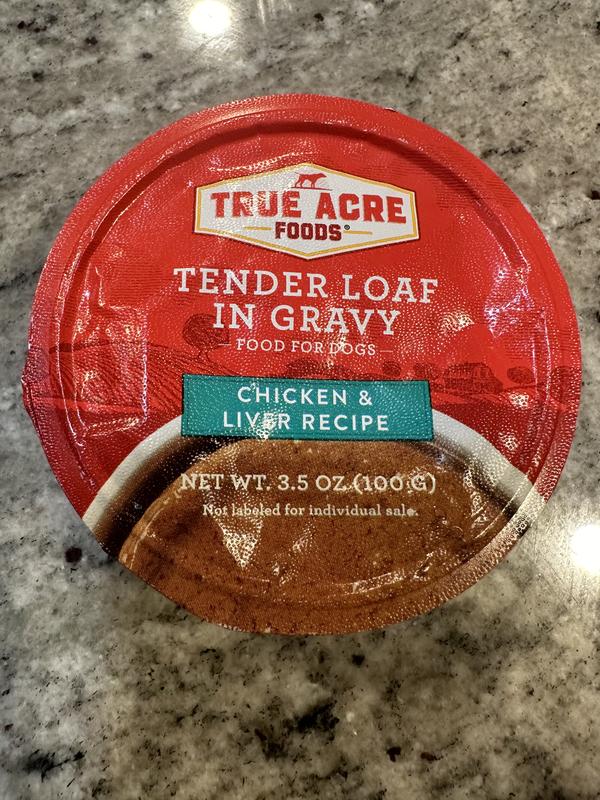 TRUE ACRE
FOODS®
TENDER LOAF
IN GRAVY
FOOD FOR DOGS
CHICKEN &
LIVER RECIPE
NET WT. 3.5 OZ.(100 G)
Not labeled for individual sale.